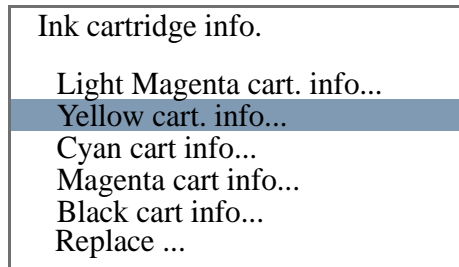 Ink cartridge info.
Light Magenta cart. info...
Yellow cart. info...
Cyan cart info...
Magenta cart info...
Black cart info...
Replace ...